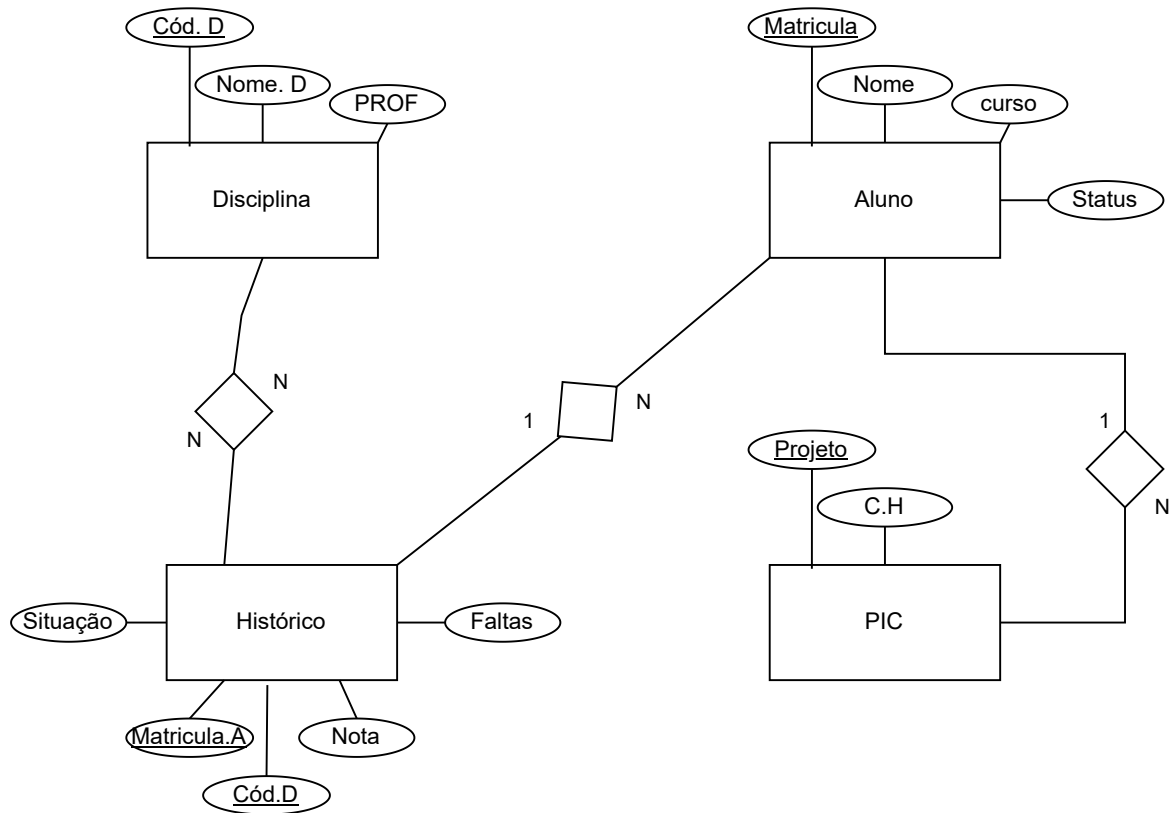 Cód. D
Nome. D
PROF
Disciplina
Matricula
Nome
curso
Aluno
Status
N
N
1
N
1
N
Projeto
C.H
PIC
Situação
Histórico
Faltas
Matricula.A
Nota
Cód.D